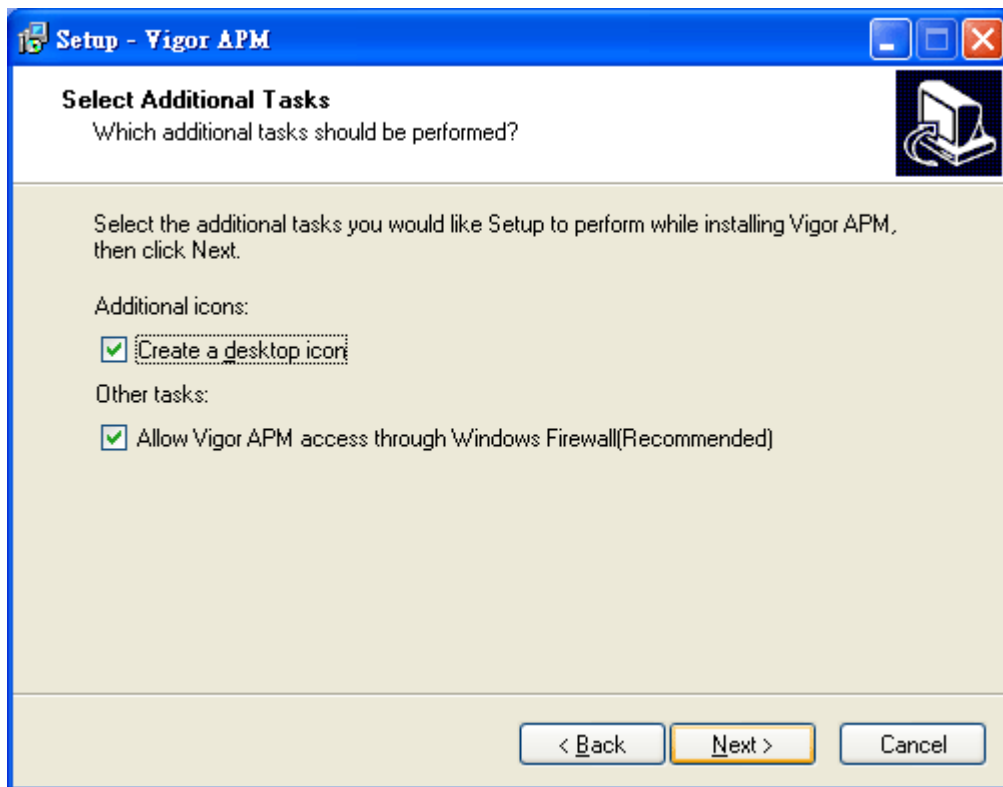 Setup - Vigor APM
Select Additional Tasks
Which additional tasks should be performed?
Select the additional tasks you would like Setup to perform while installing Vigor APM,
then click Next.
Additional icons:
Create a desktop icon
Other tasks:
Allow Vigor APM access through Windows Firewall(Recommended)
< Back
Next >
Cancel